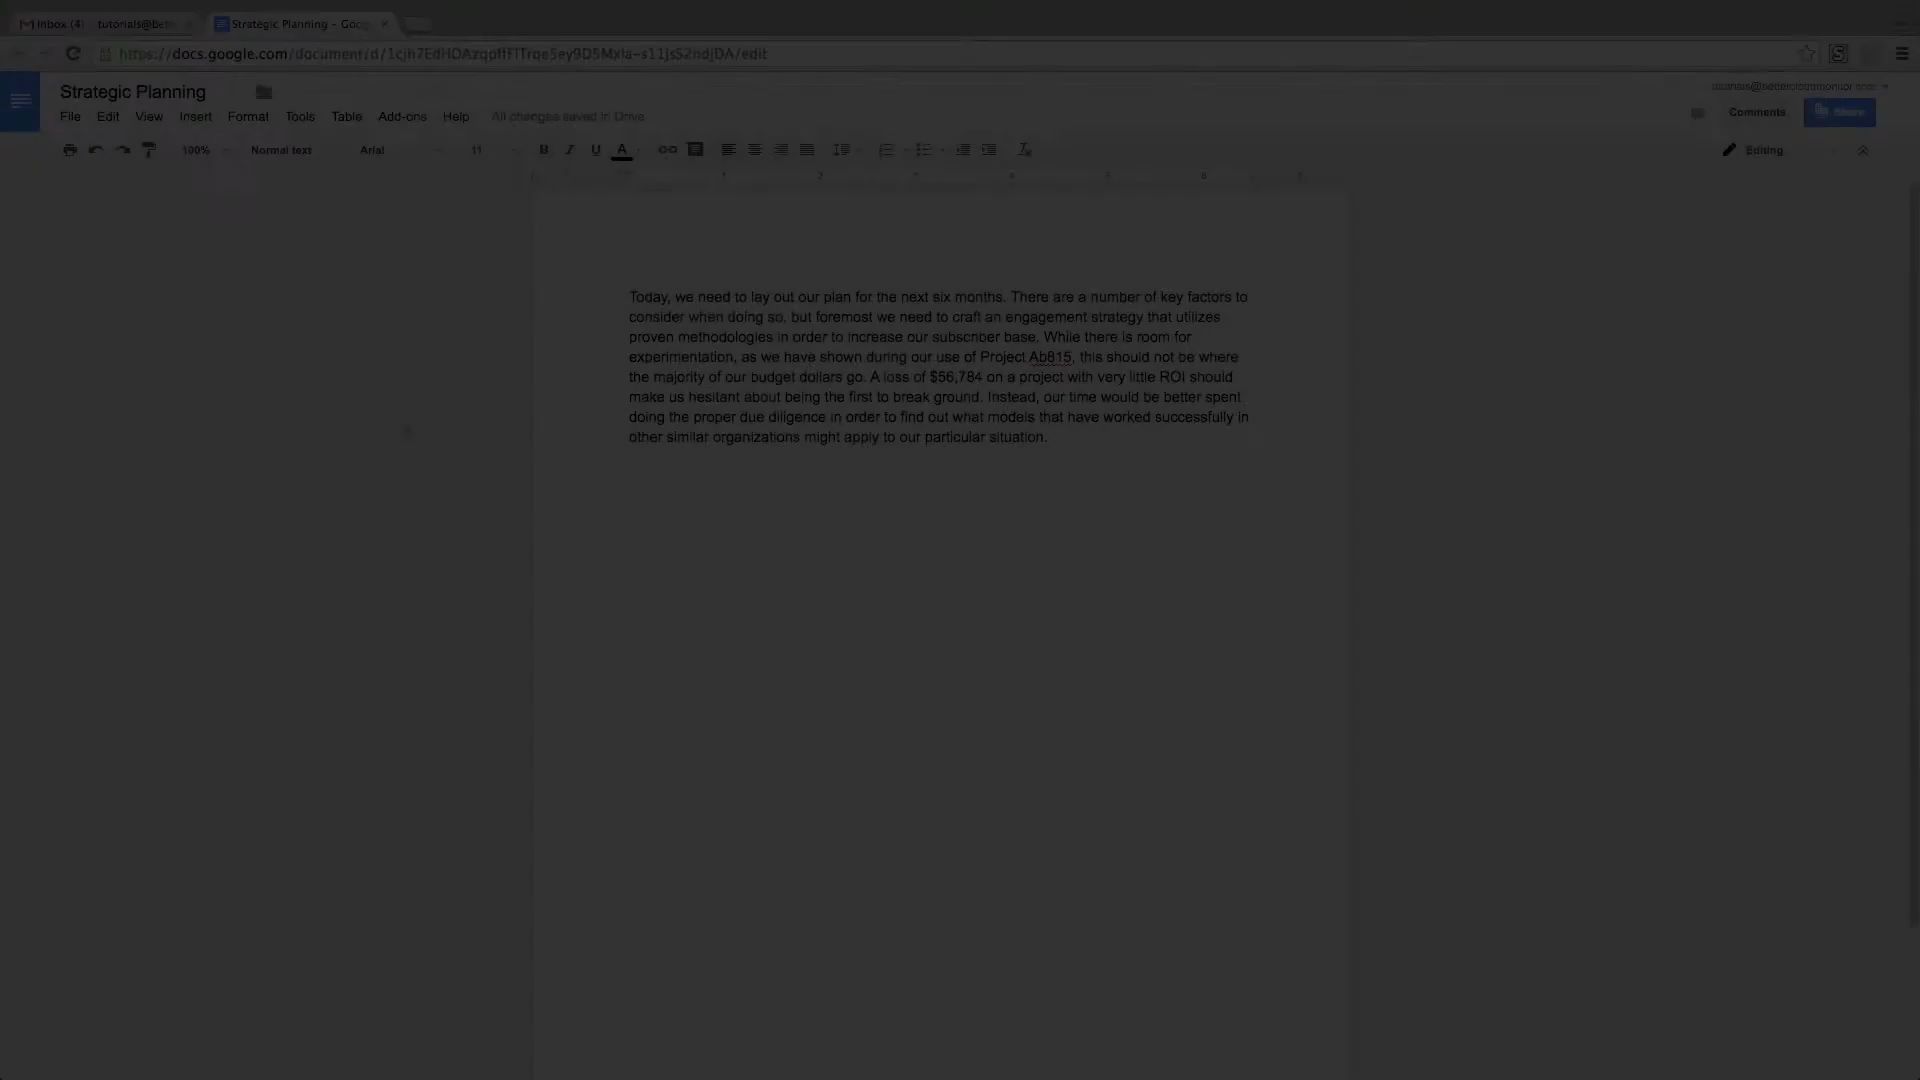 Inbox (4)
Strategic Planning - Goo
https://docs.google.com/document/d/
/edit
Strategic Planning
File Edit View Insert Format Tools Table Add-ons Help All changes saved in Drive
Comments Share
100% Normal text Arial 11 B I U A Editing
Today, we need to lay out our plan for the next six months. There are a number of key factors to
consider when doing so, but foremost we need to craft an engagement strategy that utilizes
proven methodologies in order to increase our subscriber base. While there is room for
experimentation, as we have shown during our use of Project Ab815, this should not be where
the majority of our budget dollars go. A loss of $56,784 on a project with very little ROI should
make us hesitant about being the first to break ground. Instead, our time would be better spent
doing the proper due diligence in order to find out what models that have worked successfully in
other similar organizations might apply to our particular situation.